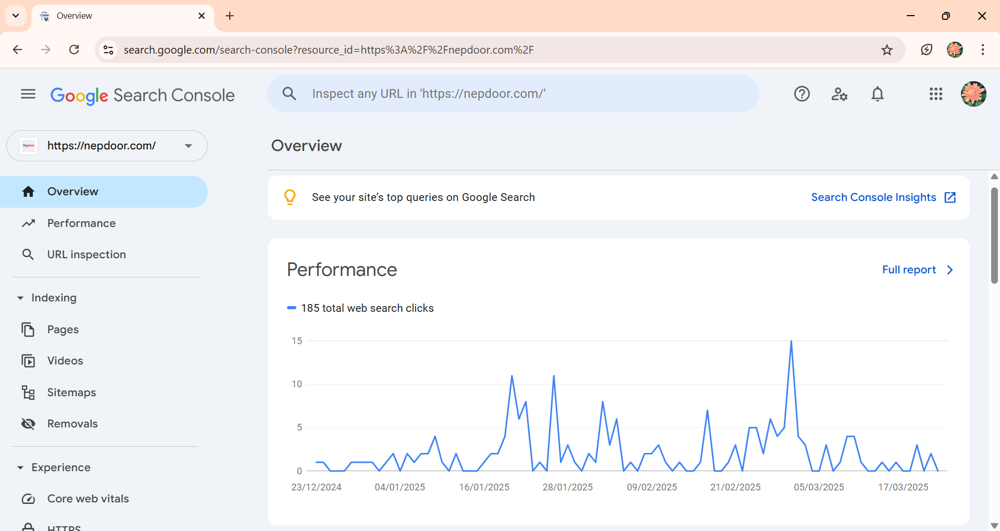 Overview
search.google.com/search-console?resource_id=https%3A%2F%2Fnepdoor.com%2F
Google Search Console
Inspect any URL in 'https://nepdoor.com/'
Nepdoor
https://nepdoor.com/
Overview
Performance
URL inspection
Indexing
Pages
Videos
Sitemaps
Removals
Experience
Core web vitals
HTTPS
Overview
See your site’s top queries on Google Search
Search Console Insights
Performance
Full report
185 total web search clicks
15
10
5
0
23/12/2024 04/01/2025 16/01/2025 28/01/2025 09/02/2025 21/02/2025 05/03/2025 17/03/2025